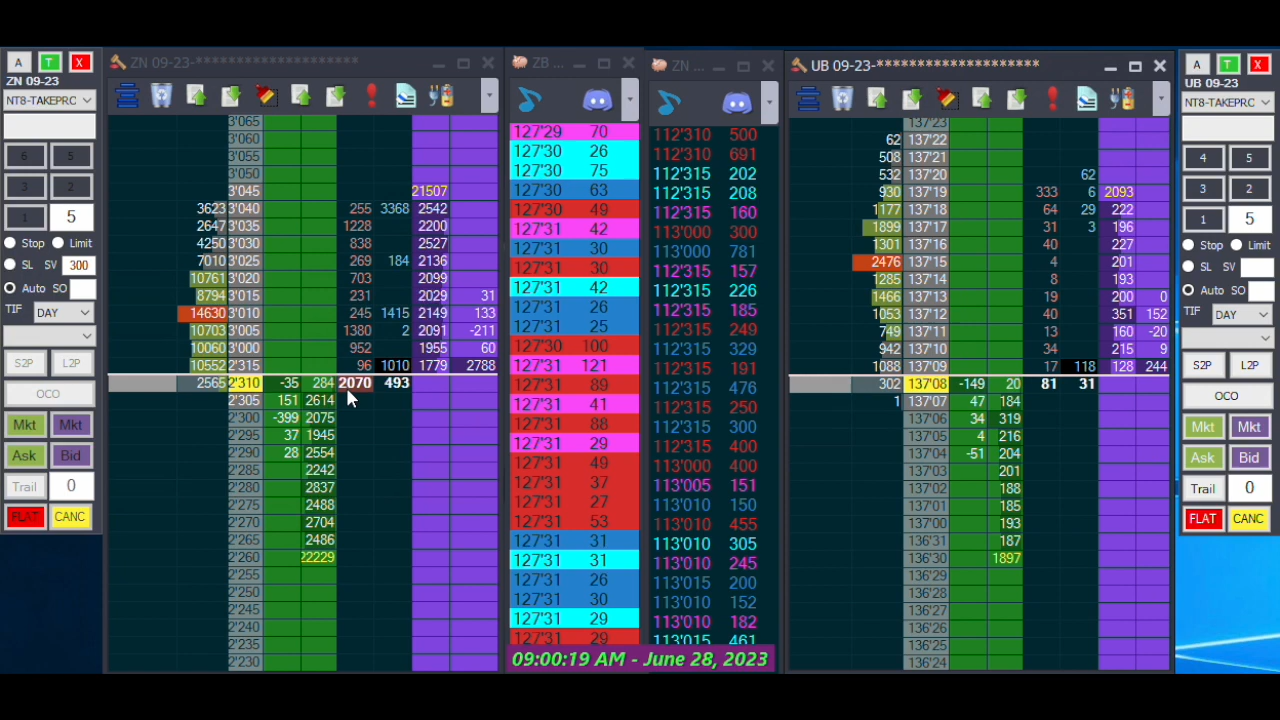 A T X
ZN 09-23
NT8-TAKEPRC
6 5
3 2
1 5
Stop Limit
SL SV 300
Auto SO
TIF DAY
S2P L2P
OCO
Mkt Mkt
Ask Bid
Trail 0
FLAT CANC
ZN 09-23-********************
3'065
3'060
3'055
3'050
3'045 21507
3623 3'040 255 3368 2542
2647 3'035 1228 2200
4250 3'030 838 2527
7010 3'025 269 184 2136
10761 3'020 703 2099
8794 3'015 231 2029 31
14630 3'010 245 1415 2149 133
10703 3'005 1380 2 2091 -211
10060 3'000 952 1955 60
10552 2'315 96 1010 1779 2788
2565 2'310 -35 284 2070 493
2'305 151 2614
2'300 -399 2075
2'295 37 1945
2'290 28 2554
2'285 2242
2'280 2837
2'275 2488
2'270 2704
2'265 2486
2'260 22229
2'255
2'250
2'245
2'240
2'235
2'230
ZB ...
127'29 70
127'30 26
127'30 75
127'30 63
127'30 49
127'31 42
127'31 30
127'31 30
127'31 42
127'31 26
127'31 25
127'30 100
127'31 121
127'31 89
127'31 41
127'31 88
127'31 29
127'31 49
127'31 37
127'31 27
127'31 53
127'31 31
127'31 31
127'31 26
127'31 30
127'31 29
127'31 29
ZN ...
112'310 500
112'310 691
112'315 202
112'315 208
112'315 160
113'000 300
113'000 781
112'315 157
112'315 226
112'315 185
112'315 249
112'315 329
112'315 191
112'315 476
112'315 250
112'315 300
112'315 400
113'000 400
113'005 151
113'010 150
113'010 455
113'010 305
113'010 245
113'015 200
113'010 152
113'010 182
113'015 461
09:00:19 AM - June 28, 2023
UB 09-23-********************
137'23
62 137'22
508 137'21
532 137'20 62
930 137'19 333 6 2093
1177 137'18 64 29 222
1899 137'17 31 3 196
1301 137'16 40 227
2476 137'15 4 201
1285 137'14 8 193
1466 137'13 19 200 0
1053 137'12 40 351 152
749 137'11 13 160 -20
942 137'10 34 215 9
1088 137'09 17 118 128 244
302 137'08 -149 20 81 31
1 137'07 47 184
137'06 34 319
137'05 4 216
137'04 -51 204
137'03 201
137'02 188
137'01 185
137'00 193
136'31 187
136'30 1897
136'29
136'28
136'27
136'26
136'25
136'24
A T X
UB 09-23
NT8-TAKEPRC
4 5
3 2
1 5
Stop Limit
SL SV
Auto SO
TIF DAY
S2P L2P
OCO
Mkt Mkt
Ask Bid
Trail 0
FLAT CANC